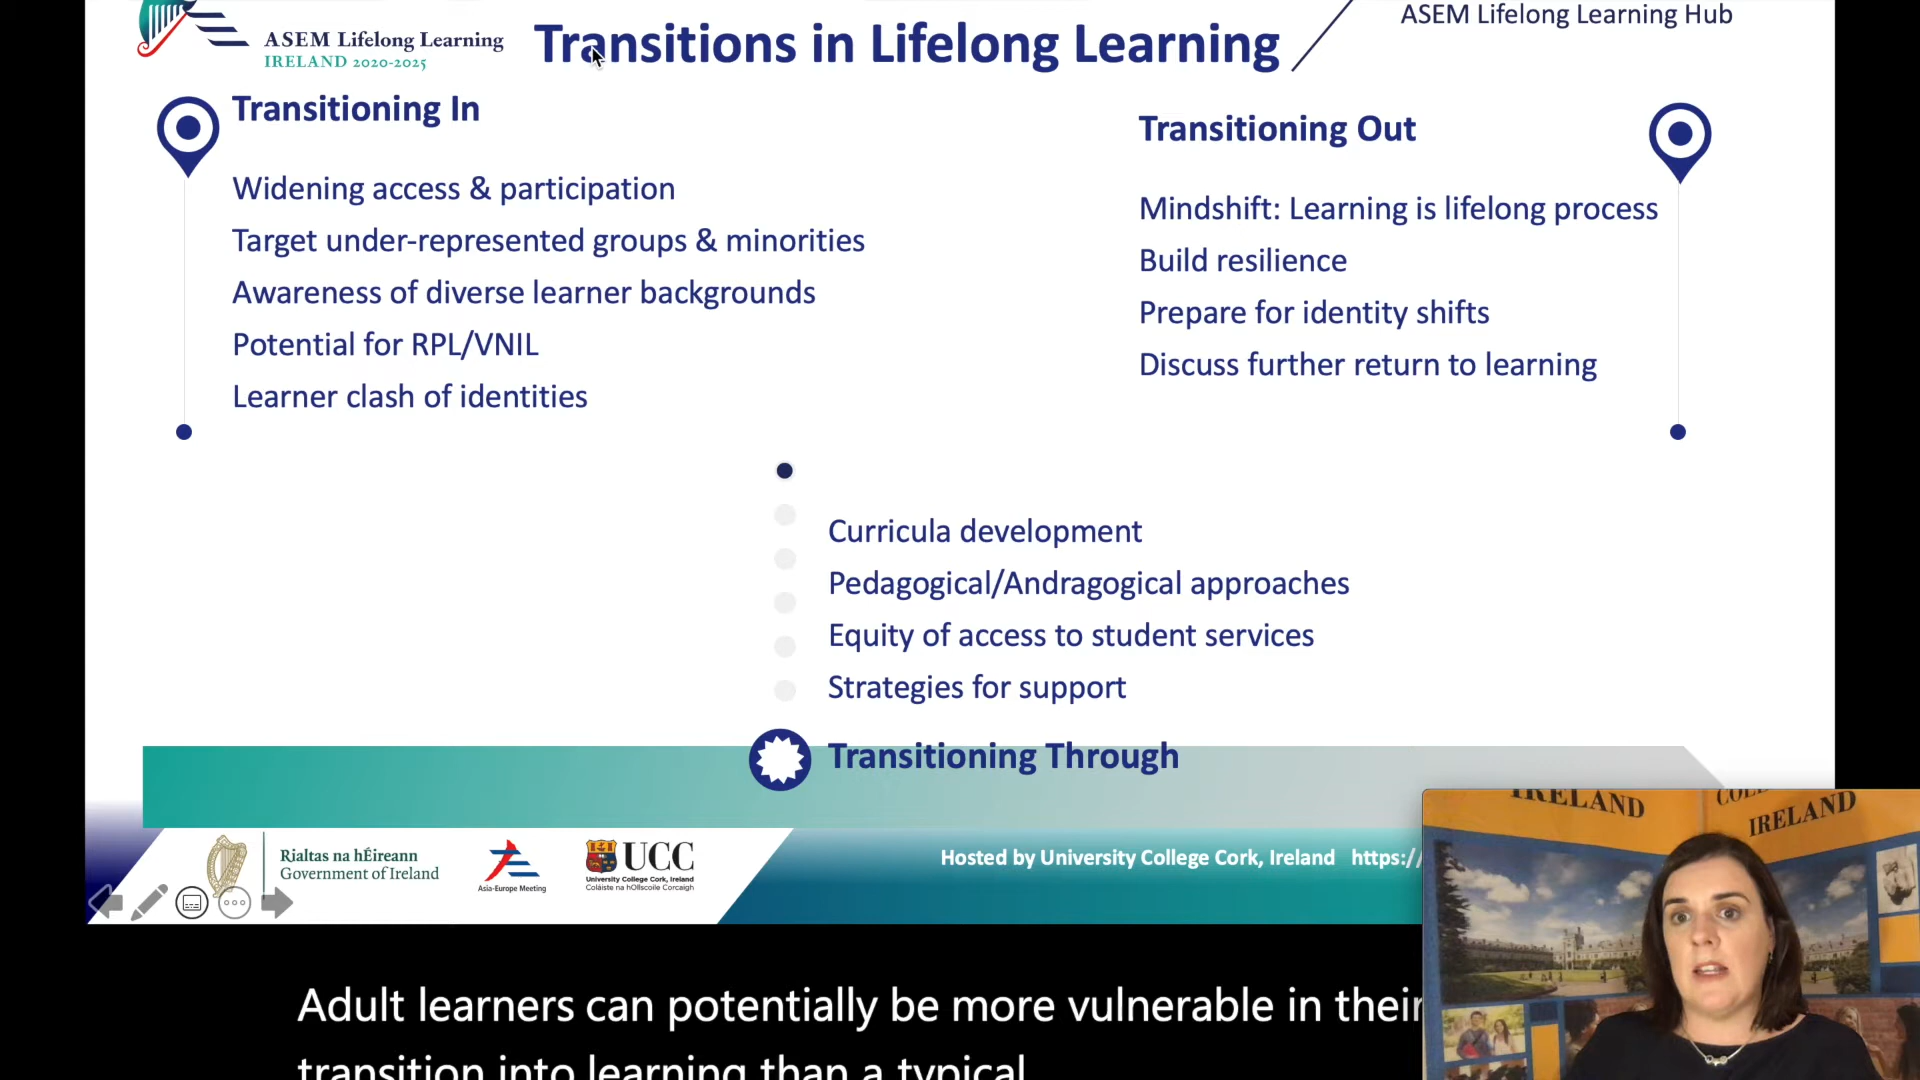 ASEM Lifelong Learning
IRELAND 2020-2025
Transitions in Lifelong Learning
ASEM Lifelong Learning Hub
Transitioning In
Widening access & participation
Target under-represented groups & minorities
Awareness of diverse learner backgrounds
Potential for RPL/VNIL
Learner clash of identities
Transitioning Out
Mindshift: Learning is lifelong process
Build resilience
Prepare for identity shifts
Discuss further return to learning
Curricula development
Pedagogical/Andragogical approaches
Equity of access to student services
Strategies for support
Transitioning Through
Rialtas na hÉireann
Government of Ireland
Asia-Europe Meeting
UCC
University College Cork, Ireland
Coláiste na hOllscoile Corcaigh
Hosted by University College Cork, Ireland https:/
IRELAND
IRELAND
Adult learners can potentially be more vulnerable in their
transition into learning than a typical